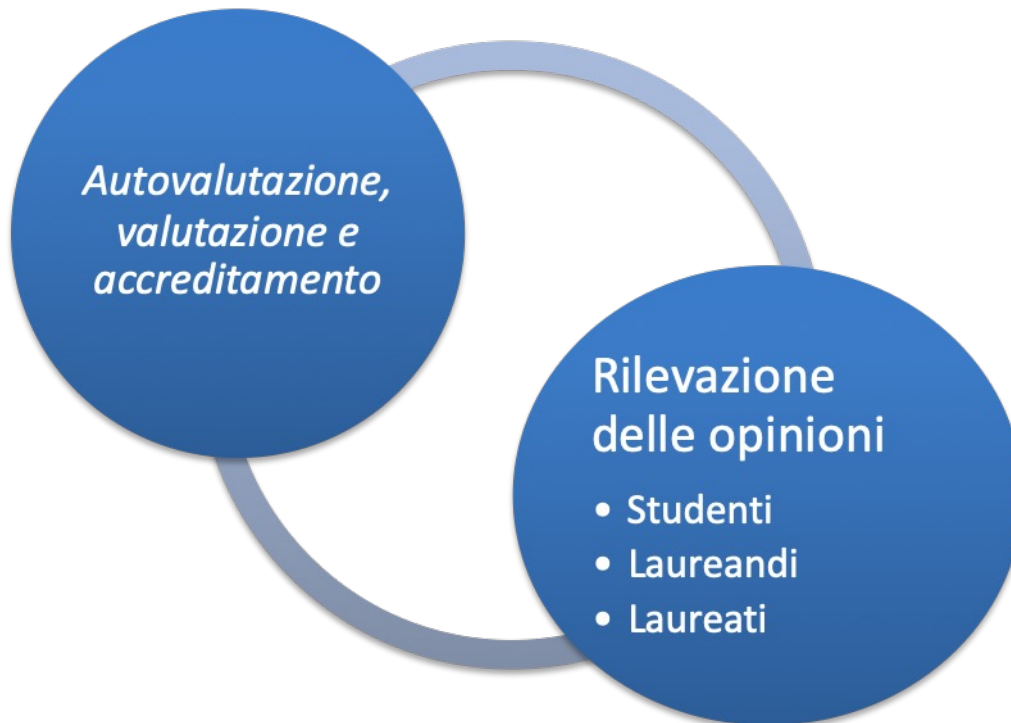 Autovalutazione,
valutazione e
accreditamento
Rilevazione
delle opinioni
• Studenti
• Laureandi
• Laureati